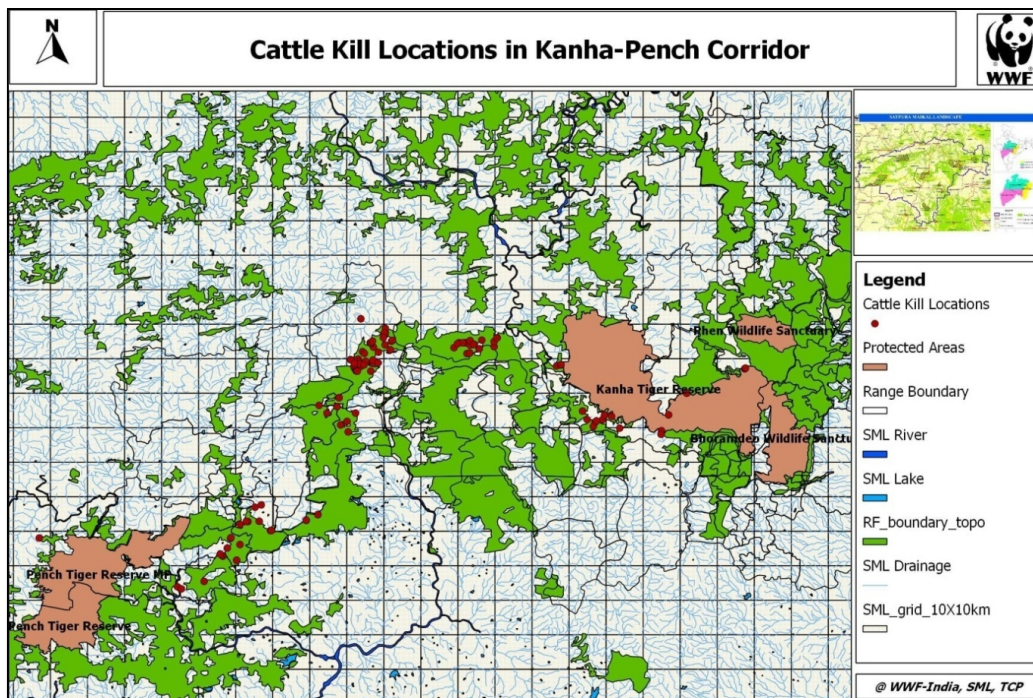 N
Cattle Kill Locations in Kanha-Pench Corridor
WWF
SATPURA MAIKAL LANDSCAPE
Phen Wildlife Sanctuary
Kanha Tiger Reserve
Bhoramdeo Wildlife Sanctu
Pench Tiger Reserve MP
Pench Tiger Reserve
Legend
Cattle Kill Locations
Protected Areas
Range Boundary
SML River
SML Lake
RF_boundary_topo
SML Drainage
SML_grid_10X10km
@ WWF-India, SML, TCP